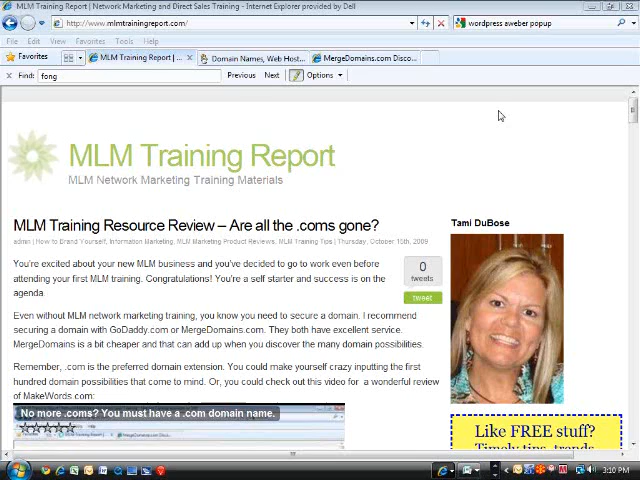 MLM Training Report | Network Marketing and Direct Sales Training - Internet Explorer provided by Dell
http://www.mlmtrainingreport.com/
wordpress aweber popup
File Edit View Favorites Tools Help
Favorites
MLM Training Report | ...
Domain Names, Web Host...
MergeDomains.com Disco...
Find: fong
Previous Next Options
MLM Training Report
MLM Network Marketing Training Materials
MLM Training Resource Review – Are all the .coms gone?
admin | How to Brand Yourself, Information Marketing, MLM Marketing Product Reviews, MLM Training Tips | Thursday, October 15th, 2009
You're excited about your new MLM business and you've decided to go to work even before
attending your first MLM training. Congratulations! You're a self starter and success is on the
agenda.
0
tweets
tweet
Even without MLM network marketing training, you know you need to secure a domain. I recommend
securing a domain with GoDaddy.com or MergeDomains.com. They both have excellent service.
MergeDomains is a bit cheaper and that can add up when you discover the many domain possibilities.
Remember, .com is the preferred domain extension. You could make yourself crazy inputting the first
hundred domain possibilities that come to mind. Or, you could check out this video for a wonderful review
of MakeWords.com:
No more .coms? You must have a .com domain name.
Tami DuBose
Like FREE stuff?
Timely tips, trends
3:10 PM